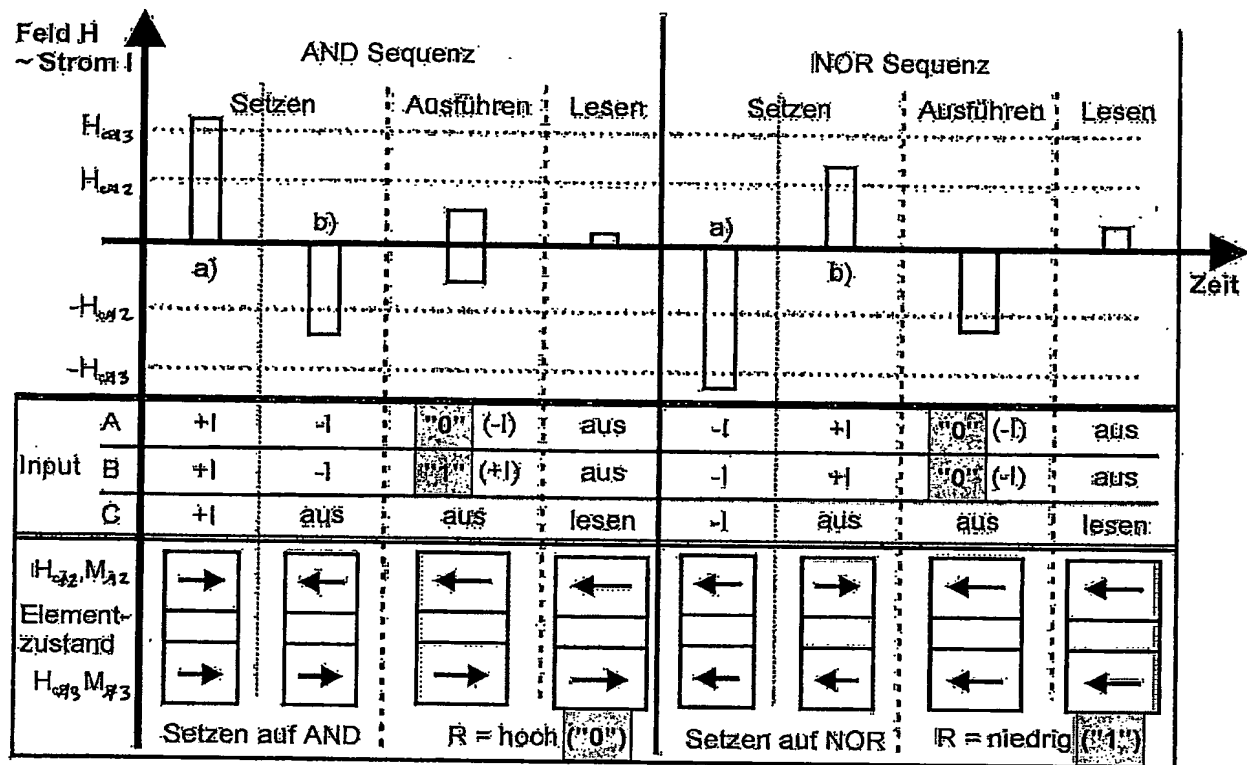 Feld H
~ Strom I
AND Sequenz
NOR Sequenz
Setzen
Ausführen
Lesen
Setzen
Ausführen
Lesen
a)
b)
a)
b)
Zeit
Input
A +I -I "0" (-I) aus -I +I "0" (-I) aus
B +I -I "1" (+I) aus -I +I "0" (-I) aus
C +I aus aus lesen -I aus aus lesen
Element-
zustand
Setzen auf AND R = hoch ("0") Setzen auf NOR R = niedrig ("1")